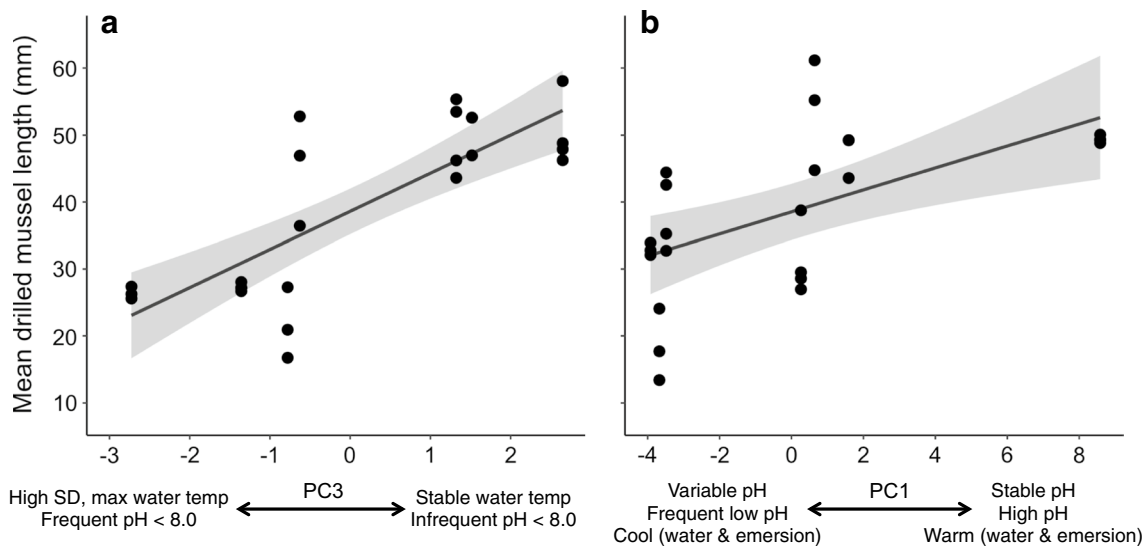 a
b
Mean drilled mussel length (mm)
60
50
40
30
20
10
-3 -2 -1 0 1 2
-4 -2 0 2 4 6 8
High SD, max water temp
Frequent pH < 8.0
PC3
Stable water temp
Infrequent pH < 8.0
Variable pH
Frequent low pH
Cool (water & emersion)
PC1
Stable pH
High pH
Warm (water & emersion)